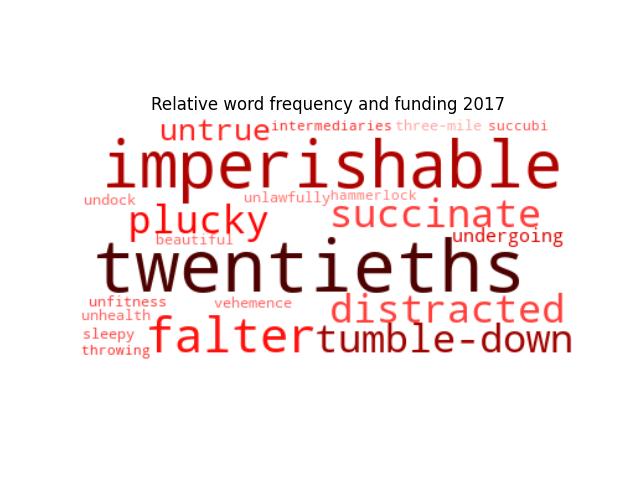 Relative word frequency and funding 2017
untrue intermediaries three-mile succubi
imperishable
undock unlawfully hammerlock
plucky succinate
beautiful undergoing
twentieths
unfitness vehemence distracted
unhealth
sleepy falter tumble-down
throwing